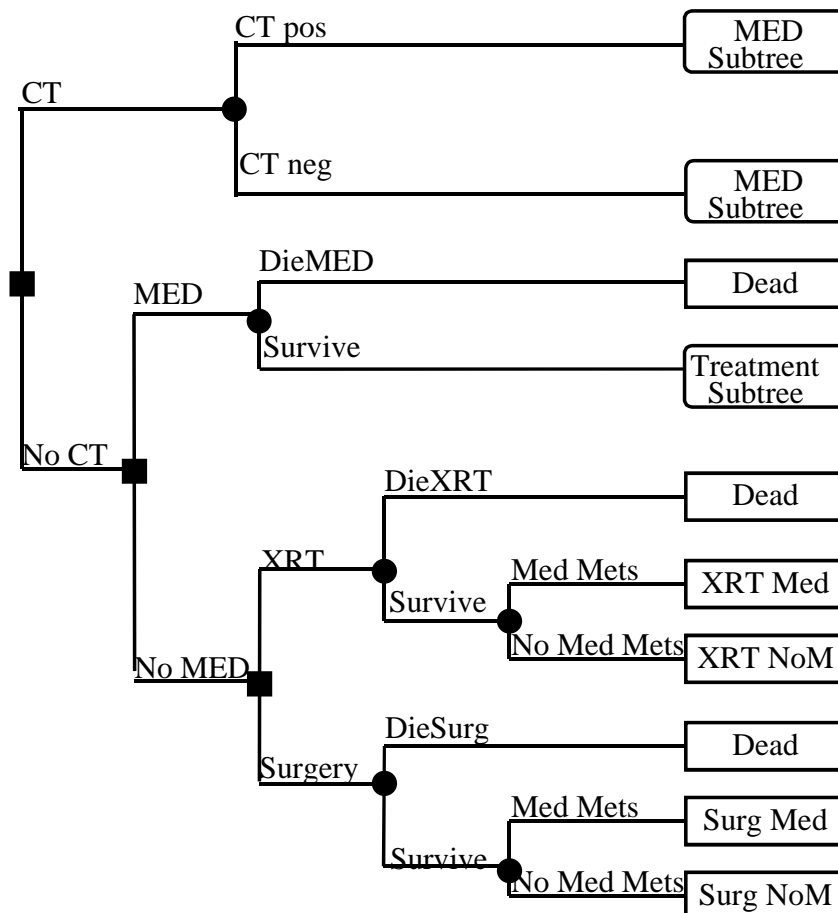 CT pos
MED
Subtree
CT
CT neg
MED
Subtree
DieMED
Dead
MED
Survive
Treatment
Subtree
No CT
DieXRT
Dead
XRT
Med Mets
XRT Med
Survive
No Med Mets
XRT NoM
No MED
DieSurg
Dead
Surgery
Med Mets
Surg Med
Survive
No Med Mets
Surg NoM